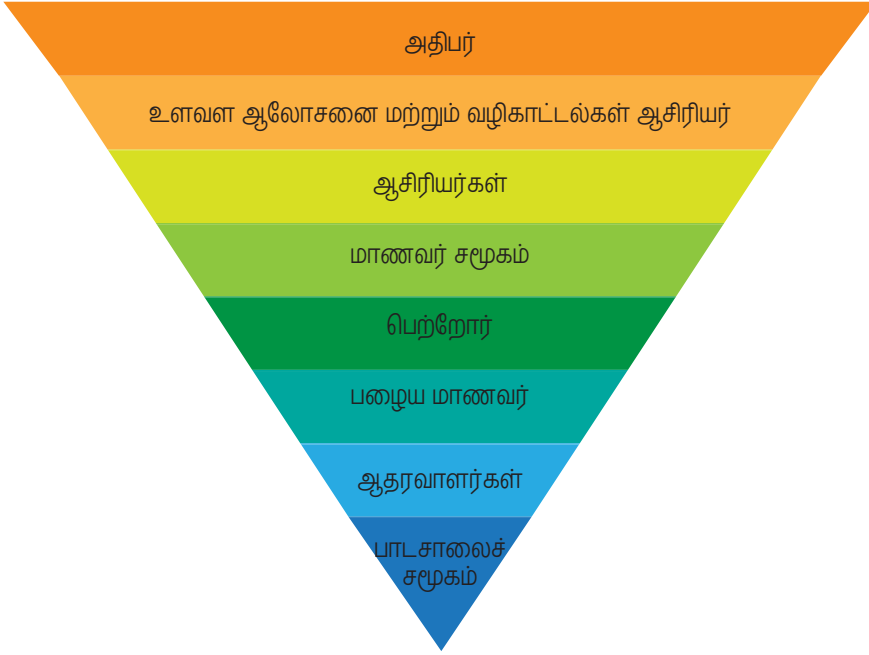 அதிபர்
உளவள ஆலோசனை மற்றும் வழிகாட்டல்கள் ஆசிரியர்
ஆசிரியர்கள்
மாணவர் சமூகம்
பெற்றோர்
பழைய மாணவர்
ஆதரவாளர்கள்
பாடசாலைச்
சமூகம்